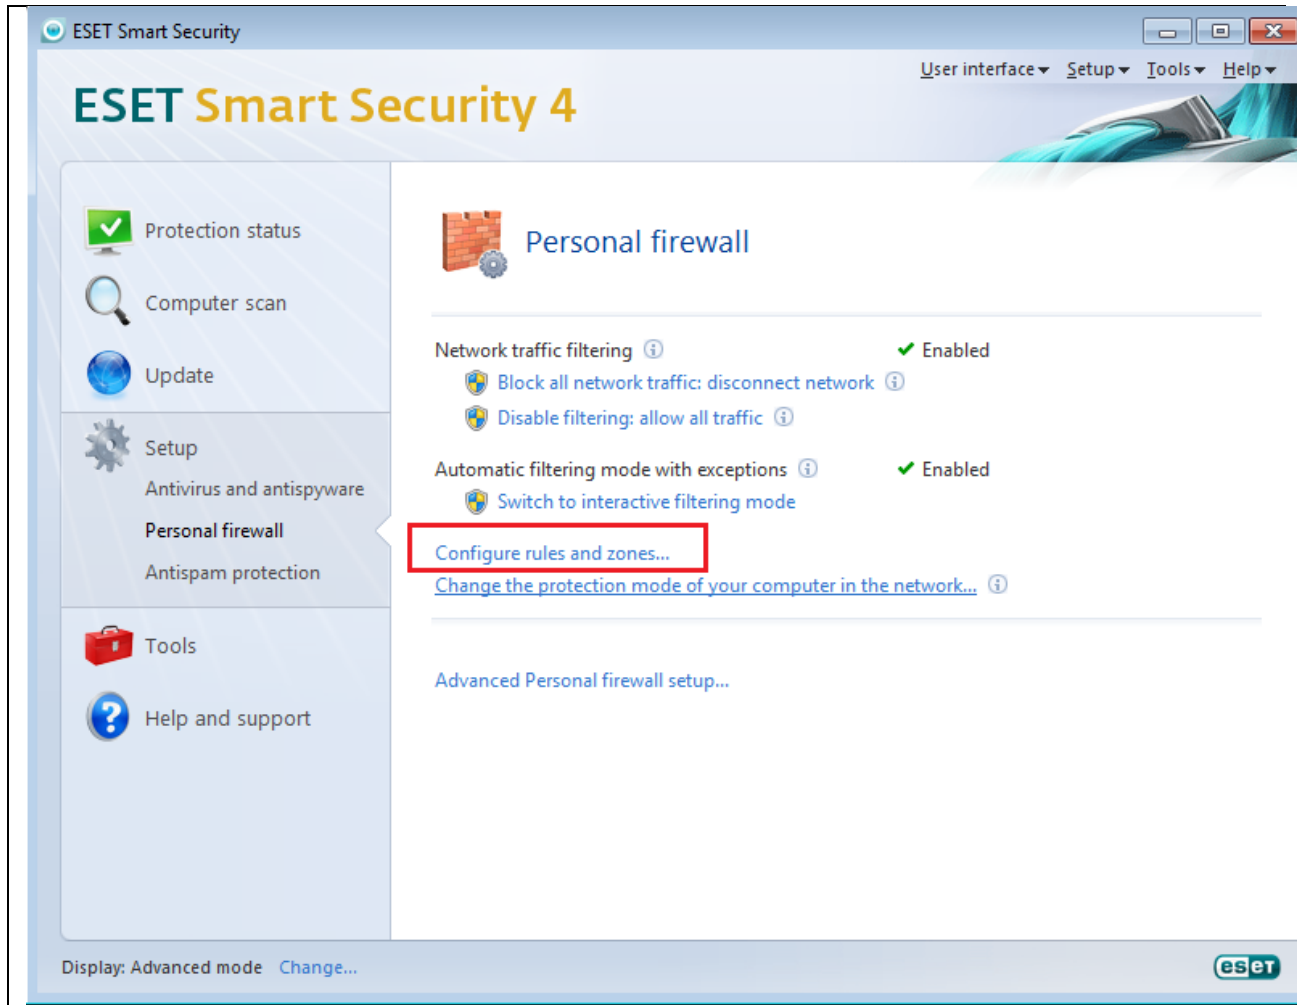 ESET Smart Security
User interface Setup Tools Help
ESET Smart Security 4
Protection status
Computer scan
Update
Setup
Antivirus and antispyware
Personal firewall
Antispam protection
Tools
Help and support
Personal firewall
Network traffic filtering Enabled
Block all network traffic: disconnect network
Disable filtering: allow all traffic
Automatic filtering mode with exceptions Enabled
Switch to interactive filtering mode
Configure rules and zones...
Change the protection mode of your computer in the network...
Advanced Personal firewall setup...
Display: Advanced mode Change...
eset